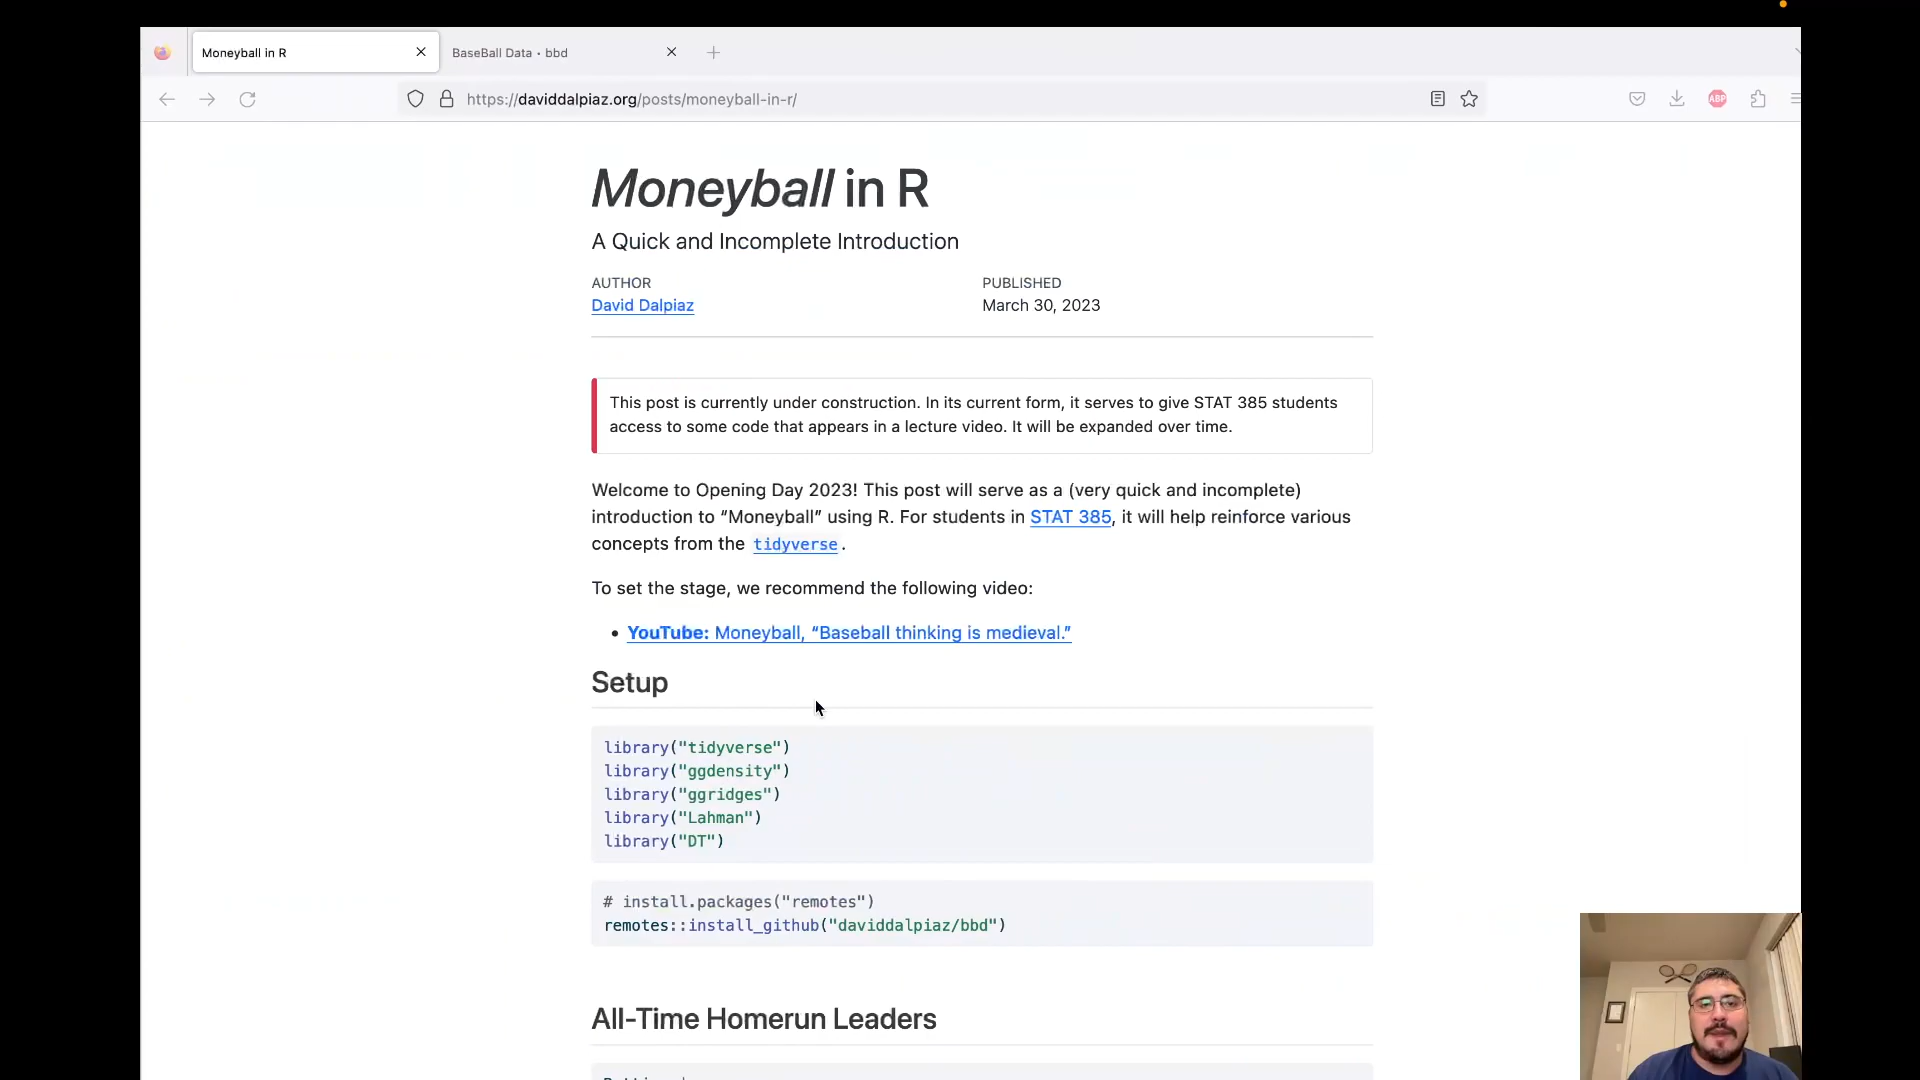 Moneyball in R
BaseBall Data • bbd
https://daviddalpiaz.org/posts/moneyball-in-r/
ABP
Moneyball in R
A Quick and Incomplete Introduction
AUTHOR
PUBLISHED
David Dalpiaz
March 30, 2023
This post is currently under construction. In its current form, it serves to give STAT 385 students
access to some code that appears in a lecture video. It will be expanded over time.
Welcome to Opening Day 2023! This post will serve as a (very quick and incomplete)
introduction to “Moneyball” using R. For students in STAT 385, it will help reinforce various
concepts from the tidyverse.
To set the stage, we recommend the following video:
• YouTube: Moneyball, “Baseball thinking is medieval.”
Setup
library("tidyverse")
library("ggdensity")
library("ggridges")
library("Lahman")
library("DT")
# install.packages("remotes")
remotes::install_github("daviddalpiaz/bbd")
All-Time Homerun Leaders